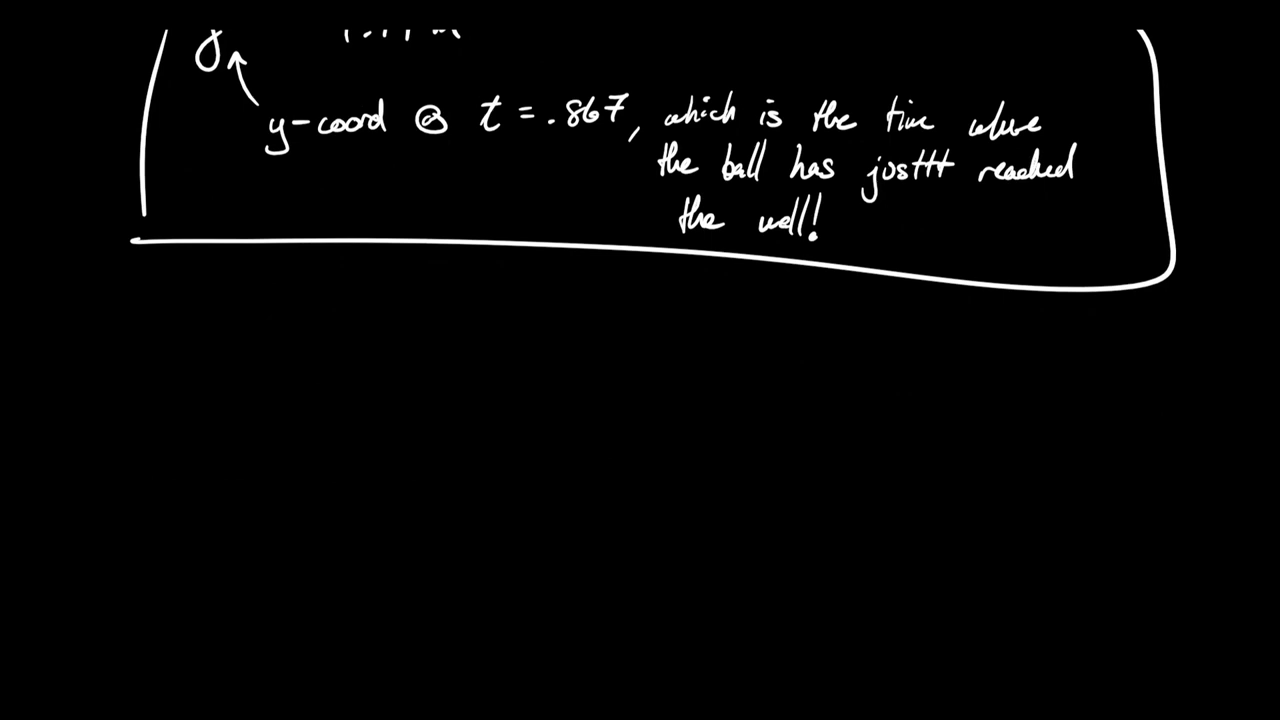 y-coord @ t = .867, which is the time where
the ball has justtt reached
the wall!